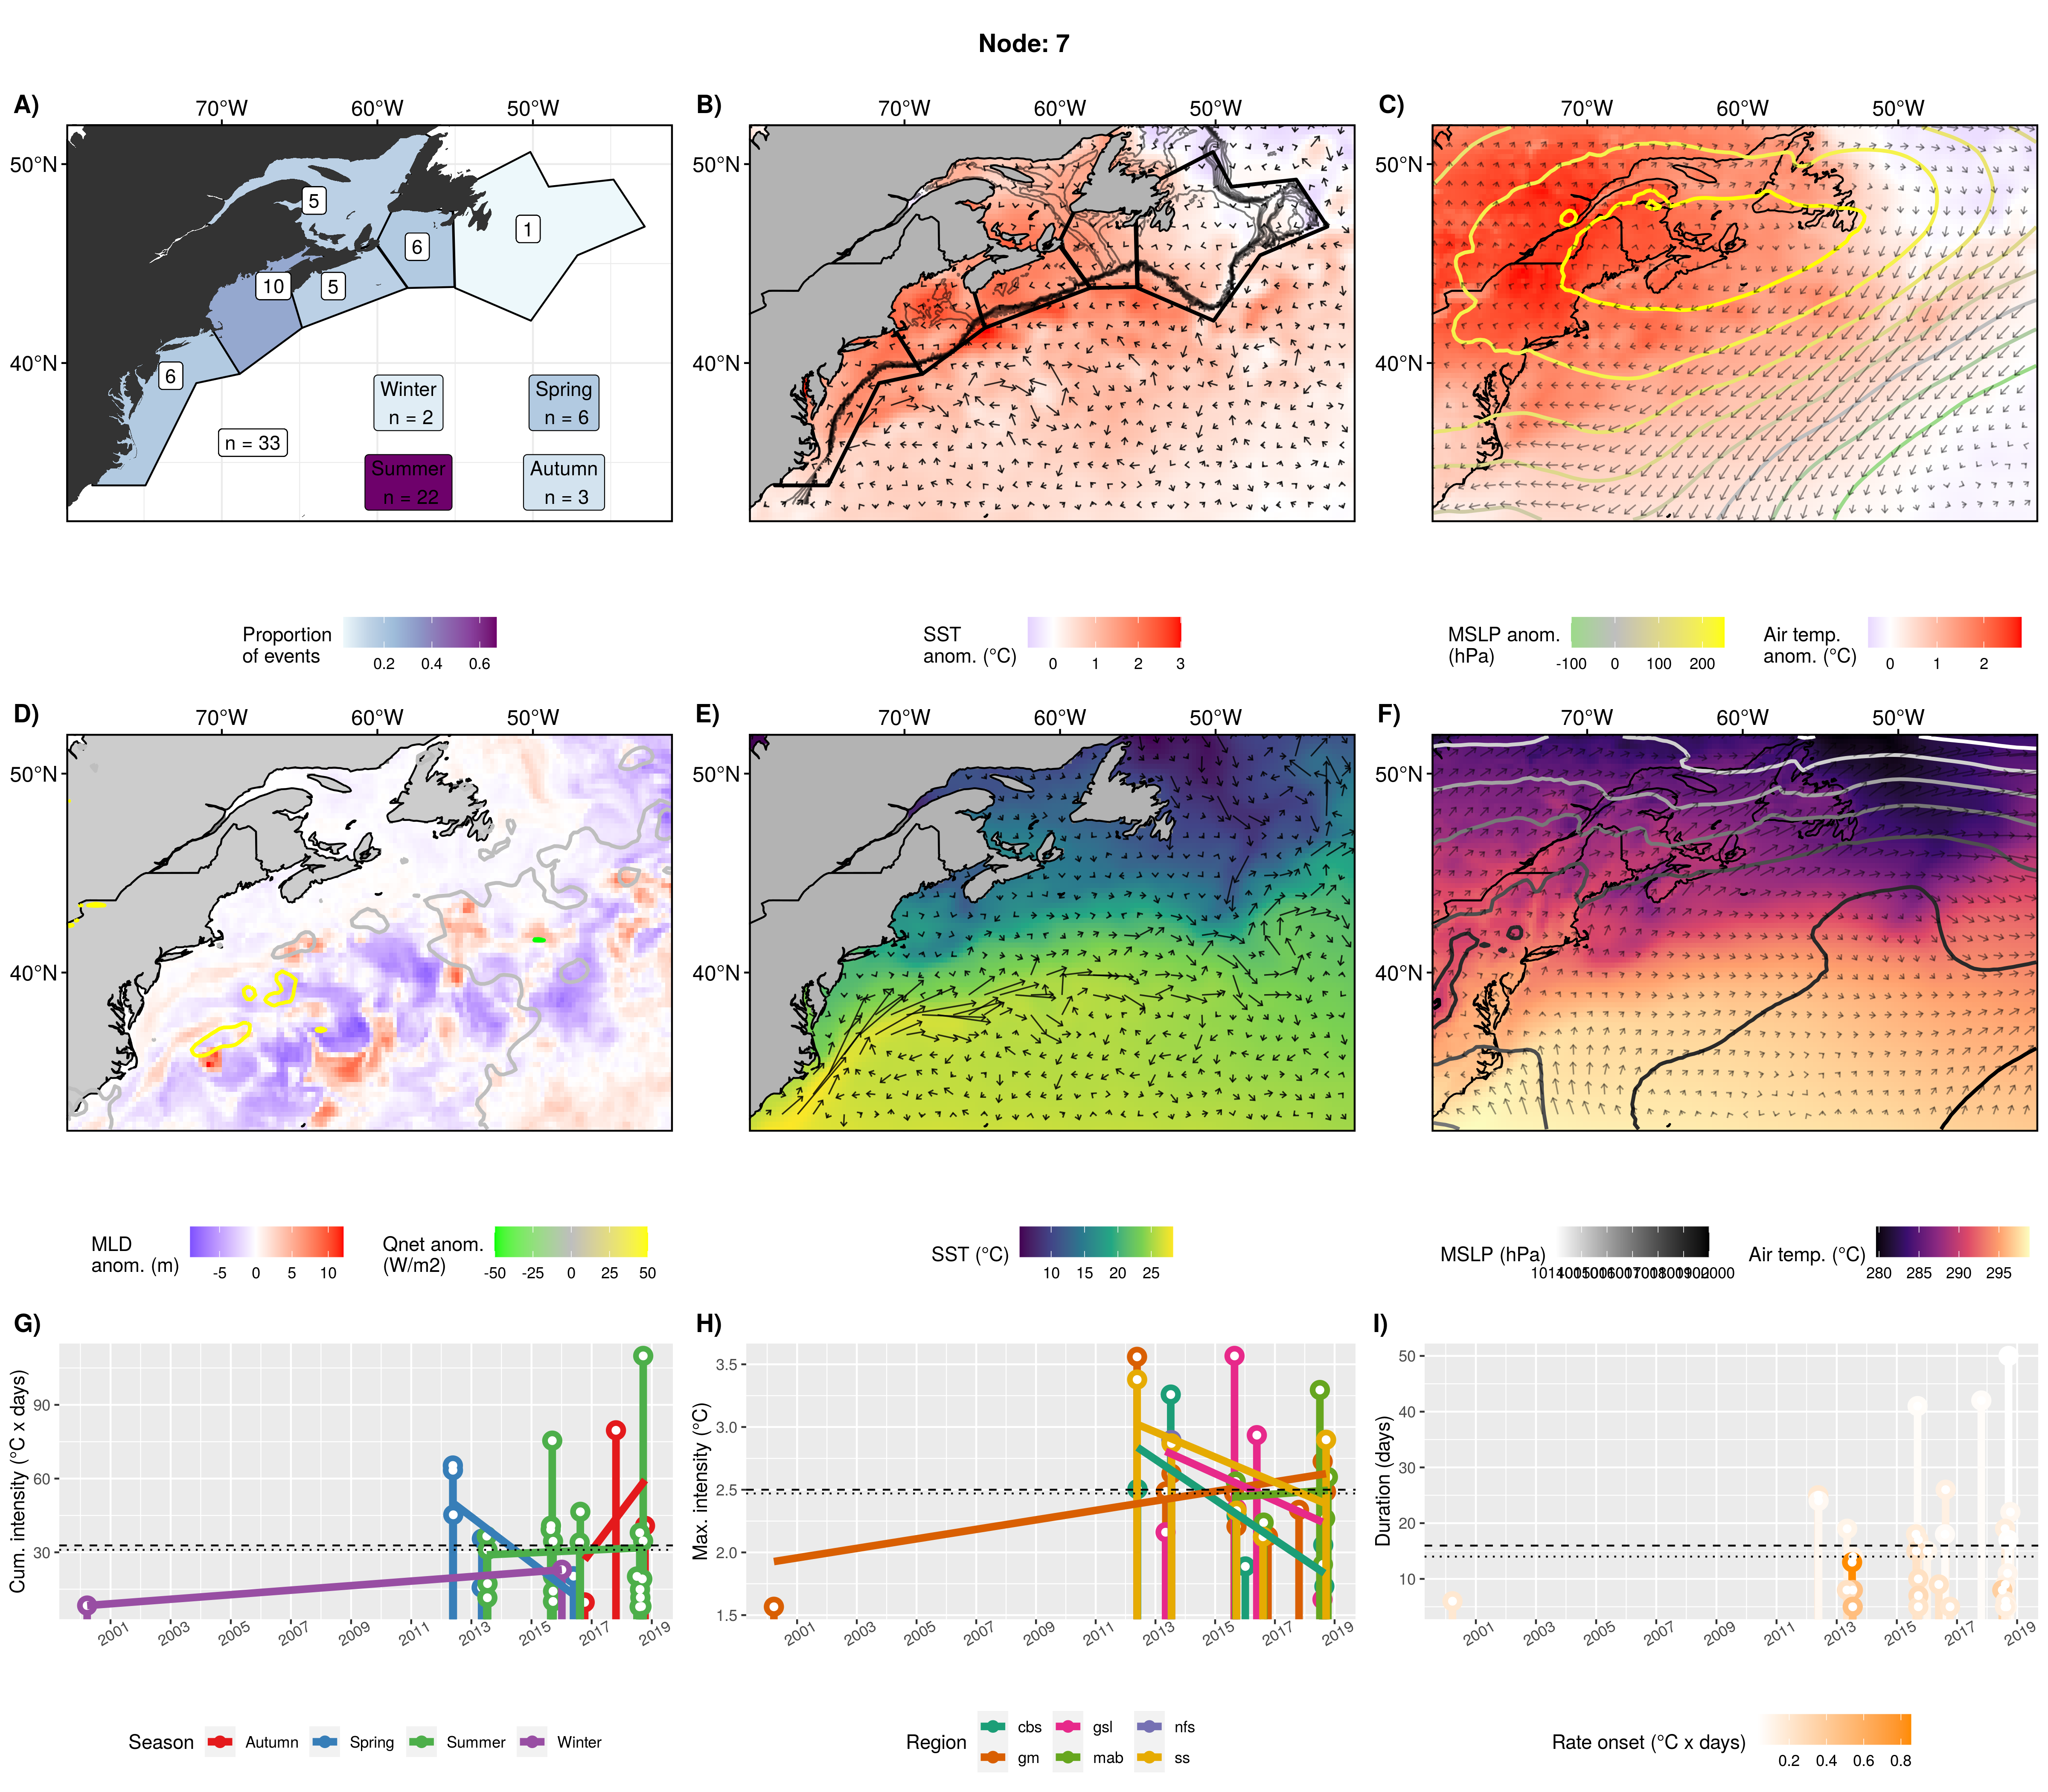 Node: 7
A)
70°W 60°W 50°W
50°N
40°N
5
6
1
10
5
6
n = 33
Winter
n = 2
Spring
n = 6
Summer
n = 22
Autumn
n = 3
Proportion
of events
0.2 0.4 0.6
B)
70°W 60°W 50°W
50°N
40°N
SST
anom. (°C)
0 1 2 3
C)
70°W 60°W 50°W
50°N
40°N
MSLP anom.
(hPa)
-100 0 100 200
Air temp.
anom. (°C)
0 1 2
D)
70°W 60°W 50°W
50°N
40°N
MLD
anom. (m)
-5 0 5 10
Qnet anom.
(W/m2)
-50 -25 0 25 50
E)
70°W 60°W 50°W
50°N
40°N
SST (°C)
10 15 20 25
F)
70°W 60°W 50°W
50°N
40°N
MSLP (hPa)
Air temp. (°C)
280 285 290 295
G)
Cum. intensity (°C x days)
90
60
30
2001 2003 2005 2007 2009 2011 2013 2015 2017 2019
Season Autumn Spring Summer Winter
H)
Max. intensity (°C)
3.5
3.0
2.5
2.0
1.5
2001 2003 2005 2007 2009 2011 2013 2015 2017 2019
Region
cbs gsl nfs
gm mab ss
I)
Duration (days)
50
40
30
20
10
2001 2003 2005 2007 2009 2011 2013 2015 2017 2019
Rate onset (°C x days)
0.2 0.4 0.6 0.8